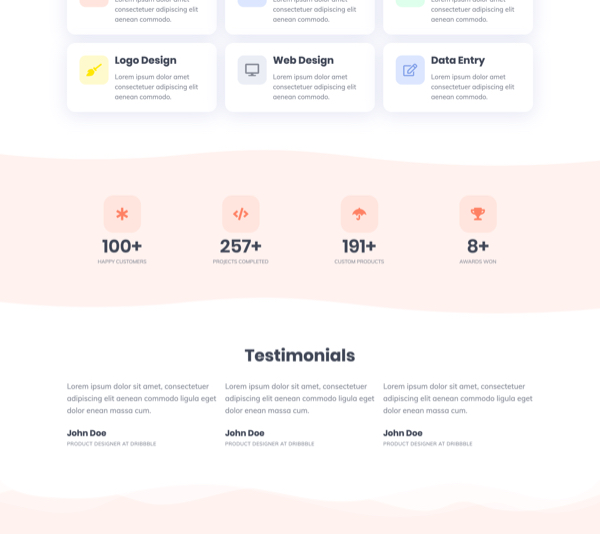 Lorem ipsum dolor amet
consectetuer adipiscing elit
aenean commodo.
Lorem ipsum dolor amet
consectetuer adipiscing elit
aenean commodo.
Lorem ipsum dolor amet
consectetuer adipiscing elit
aenean commodo.
Logo Design
Lorem ipsum dolor amet
consectetuer adipiscing elit
aenean commodo.
Web Design
Lorem ipsum dolor amet
consectetuer adipiscing elit
aenean commodo.
Data Entry
Lorem ipsum dolor amet
consectetuer adipiscing elit
aenean commodo.
100+
HAPPY CUSTOMERS
257+
PROJECTS COMPLETED
191+
CUSTOM PRODUCTS
8+
AWARDS WON
Testimonials
Lorem ipsum dolor sit amet, consectetuer
adipiscing elit aenean commodo ligula eget
dolor enean massa cum.
John Doe
PRODUCT DESIGNER AT DRIBBBLE
Lorem ipsum dolor sit amet, consectetuer
adipiscing elit aenean commodo ligula eget
dolor enean massa cum.
John Doe
PRODUCT DESIGNER AT DRIBBBLE
Lorem ipsum dolor sit amet, consectetuer
adipiscing elit aenean commodo ligula eget
dolor enean massa cum.
John Doe
PRODUCT DESIGNER AT DRIBBBLE